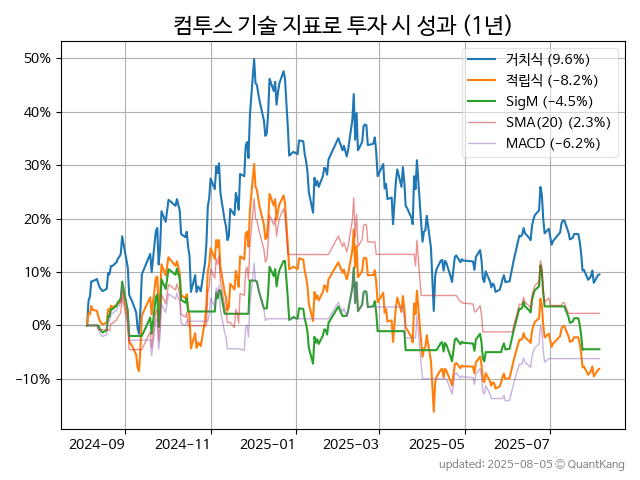 컴투스 기술 지표로 투자 시 성과 (1년)
거치식 (9.6%)
적립식 (−8.2%)
SigM (−4.5%)
SMA(20) (2.3%)
MACD (−6.2%)
50%
40%
30%
20%
10%
0%
−10%
2024-09 2024-11 2025-01 2025-03 2025-05 2025-07
updated: 2025-08-05 ⓒ QuantKang